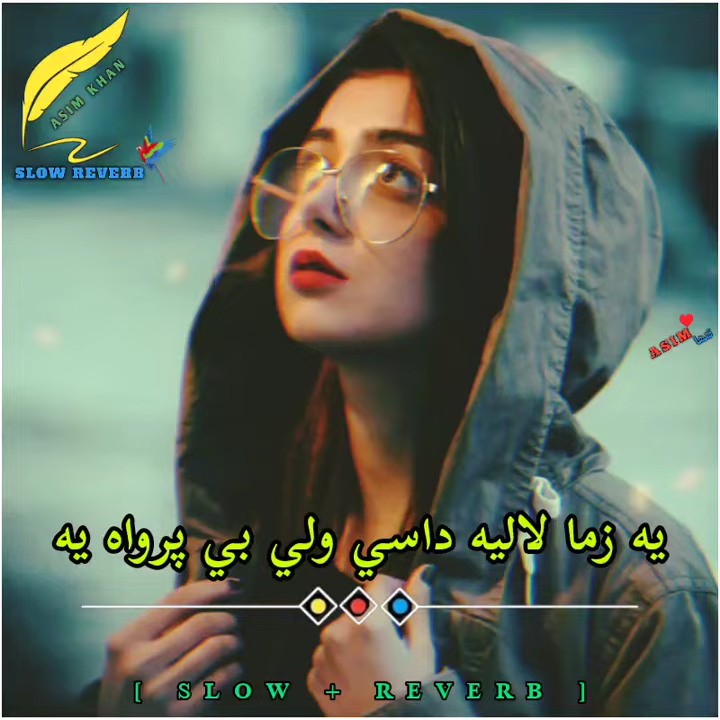 ASIM KHAN
SLOW REVERB
ASIM
یه زما لالیه داسي ولي بي پرواه یه
[ SLOW + REVERB ]